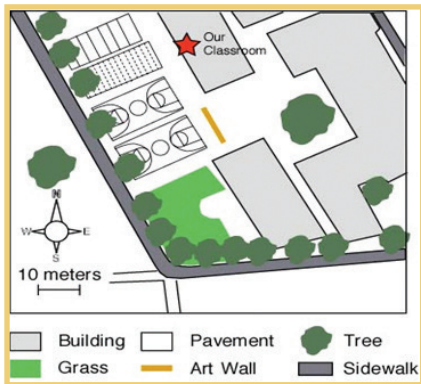 Our
Classroom
N
W E
S
10 meters
Building Pavement Tree
Grass Art Wall Sidewalk